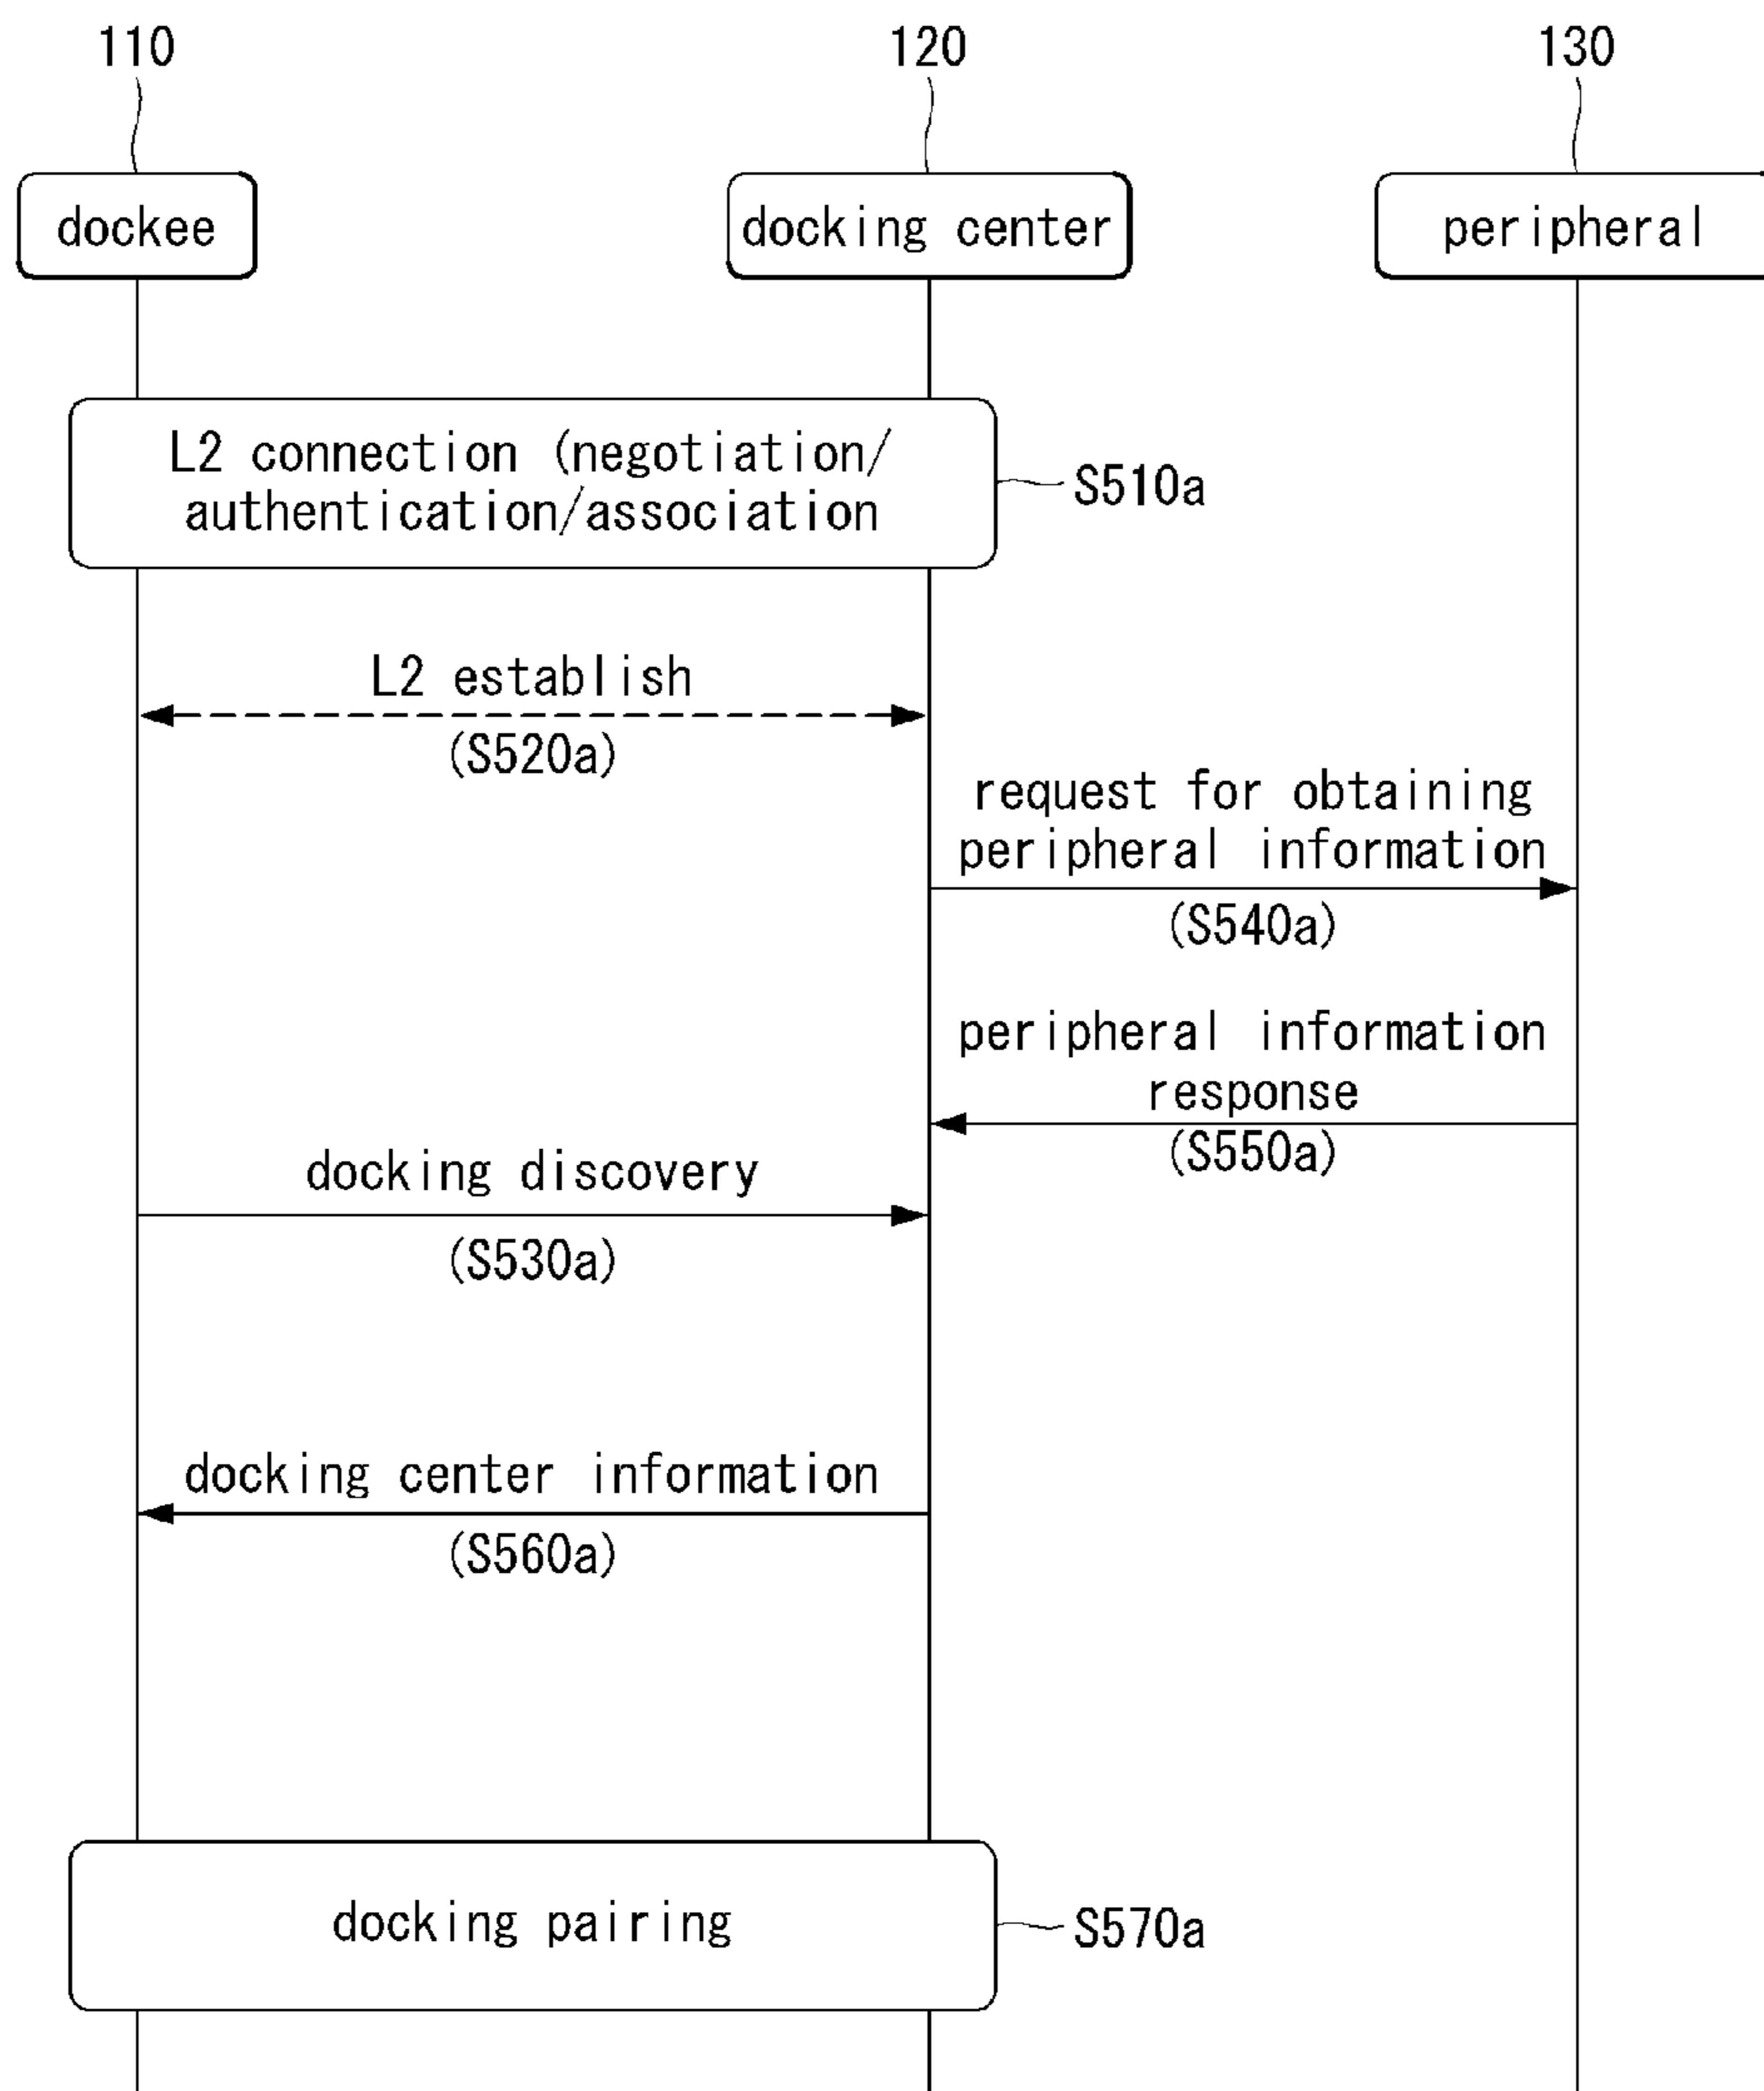 110
120
130
dockee
docking center
peripheral
L2 connection (negotiation/
authentication/association
S510a
L2 establish
(S520a)
request for obtaining
peripheral information
(S540a)
peripheral information
response
(S550a)
docking discovery
(S530a)
docking center information
(S560a)
docking pairing
S570a